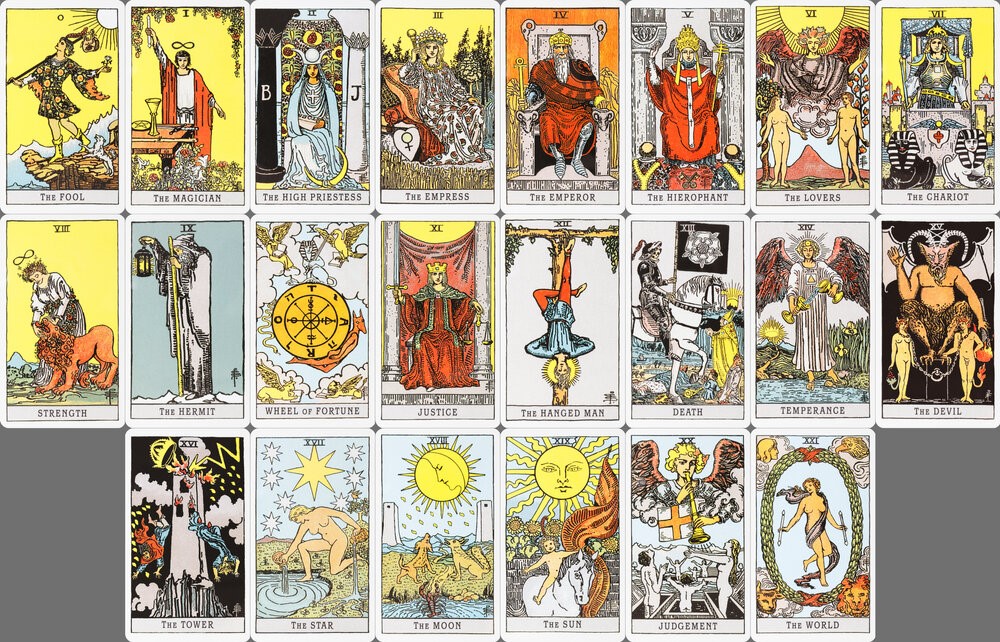 THE FOOL
I
THE MAGICIAN
II
B J
THE HIGH PRIESTESS
III
THE EMPRESS
IV
THE EMPEROR
V
THE HIEROPHANT
VI
THE LOVERS
VII
THE CHARIOT
VIII
STRENGTH
IX
THE HERMIT
X
T A R O
WHEEL OF FORTUNE
XI
JUSTICE
XII
THE HANGED MAN
XIII
DEATH
XIV
TEMPERANCE
XV
THE DEVIL
XVI
THE TOWER
XVII
THE STAR
XVIII
THE MOON
XIX
THE SUN
XX
JUDGEMENT
XXI
THE WORLD